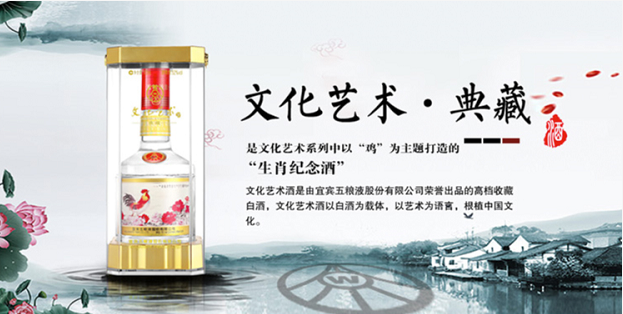 文化艺术·典藏
酒
是文化艺术系列中以“鸡”为主题打造的
“生肖纪念酒”
文化艺术酒是由宜宾五粮液股份有限公司荣誉出品的高档收藏
白酒，文化艺术酒以白酒为载体，以艺术为语言，根植中国文
化。